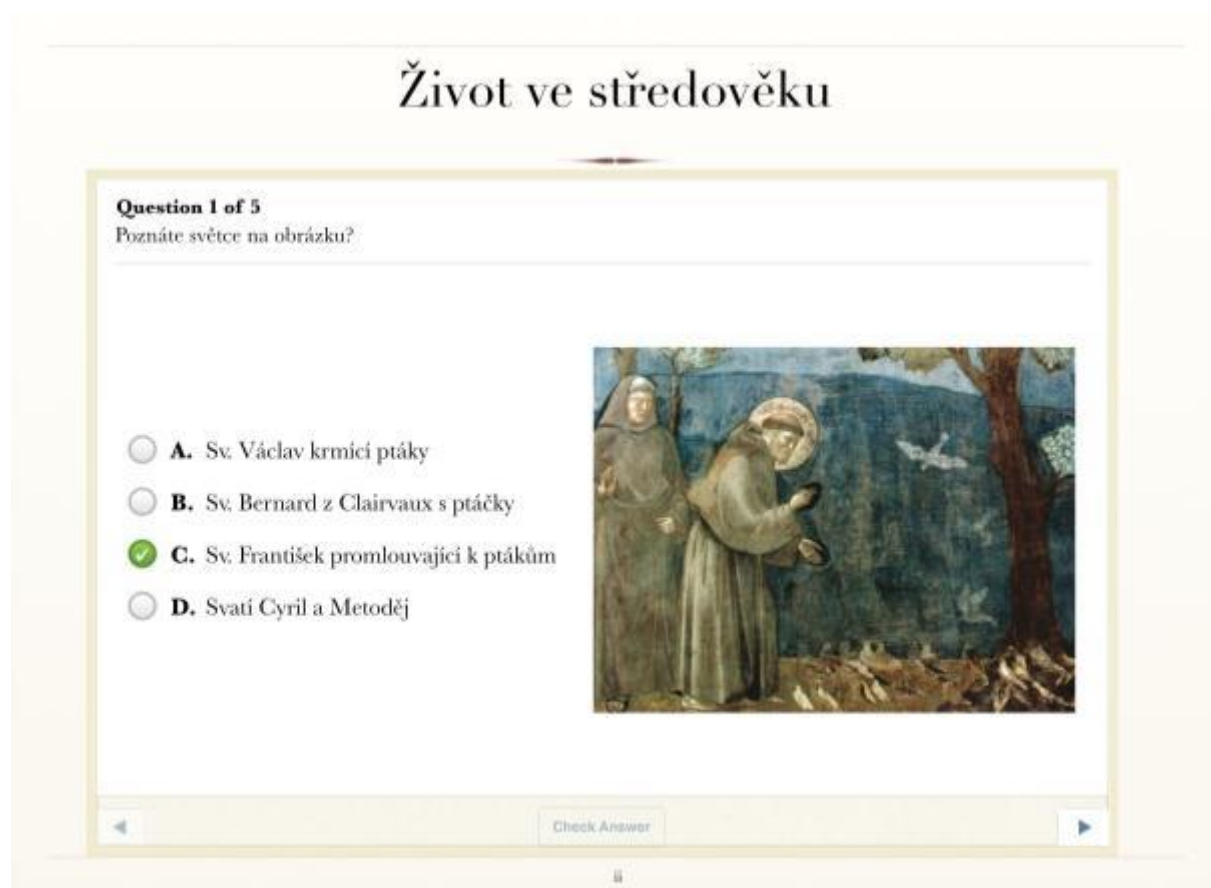 Život ve středověku
Question 1 of 5
Poznáte světce na obrázku?
A. Sv. Václav krmící ptáky
B. Sv. Bernard z Clairvaux s ptáčky
C. Sv. František promlouvající k ptákům
D. Svatí Cyril a Metoděj
Check Answer
ii